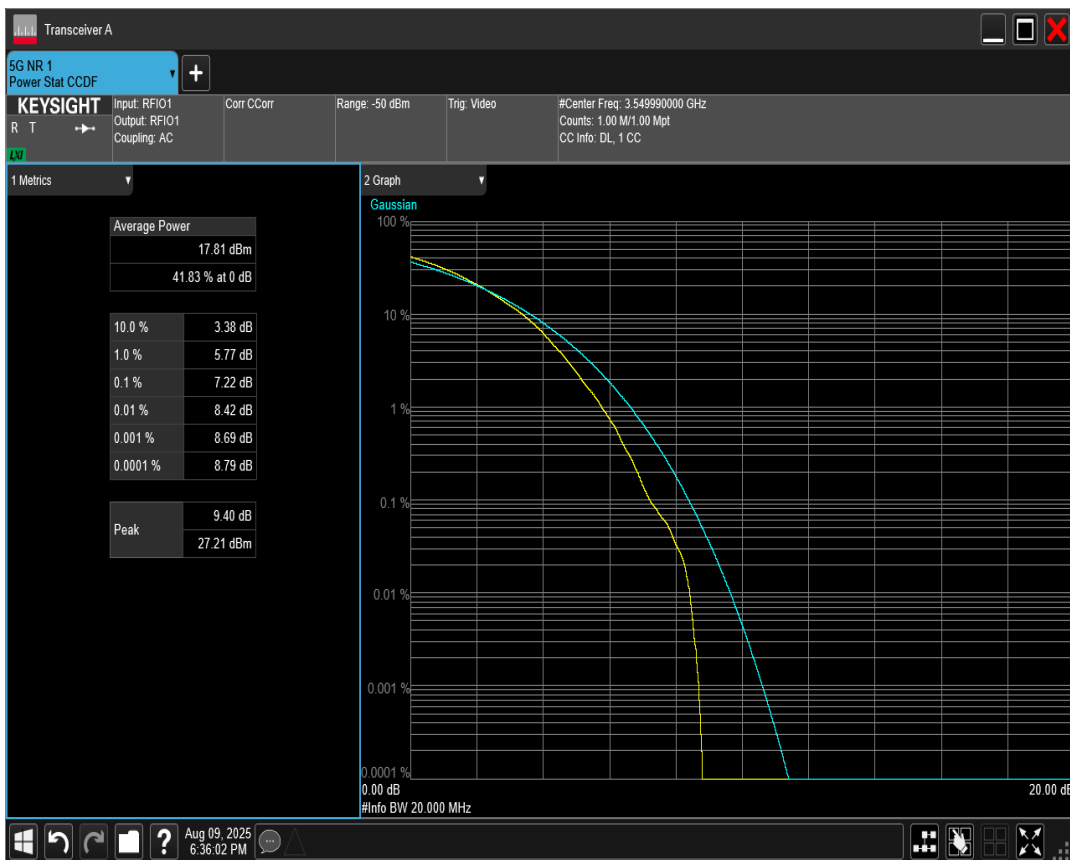 Transceiver A
5G NR 1
Power Stat CCDF
+
KEYSIGHT
R T
LXI
Input: RFIO1
Output: RFIO1
Coupling: AC
Corr CCorr
Range: -50 dBm
Trig: Video
#Center Freq: 3.549990000 GHz
Counts: 1.00 M/1.00 Mpt
CC Info: DL, 1 CC
1 Metrics
Average Power
17.81 dBm
41.83 % at 0 dB
10.0 % 3.38 dB
1.0 % 5.77 dB
0.1 % 7.22 dB
0.01 % 8.42 dB
0.001 % 8.69 dB
0.0001 % 8.79 dB
Peak 9.40 dB
27.21 dBm
2 Graph
Gaussian
100 %
10 %
1 %
0.1 %
0.01 %
0.001 %
0.0001 %
0.00 dB 20.00 dB
#Info BW 20.000 MHz
?
Aug 09, 2025
6:36:02 PM